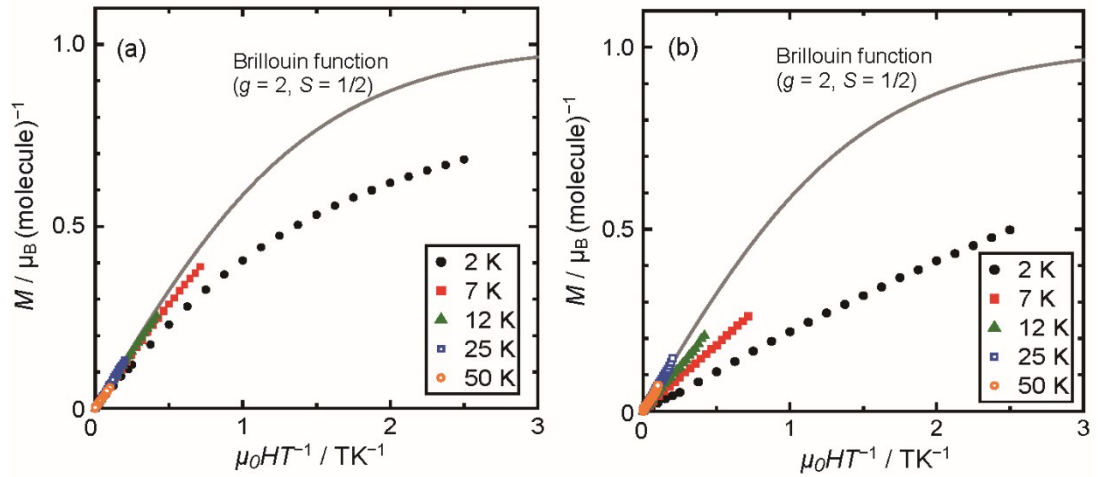 (a)
Brillouin function
(g = 2, S = 1/2)
1.0
0.5
0
M / μB (molecule)⁻¹
2 K
7 K
12 K
25 K
50 K
0
1
2
3
μ₀HT⁻¹ / TK⁻¹
(b)
Brillouin function
(g = 2, S = 1/2)
1.0
0.5
0
M / μB (molecule)⁻¹
2 K
7 K
12 K
25 K
50 K
0
1
2
3
μ₀HT⁻¹ / TK⁻¹